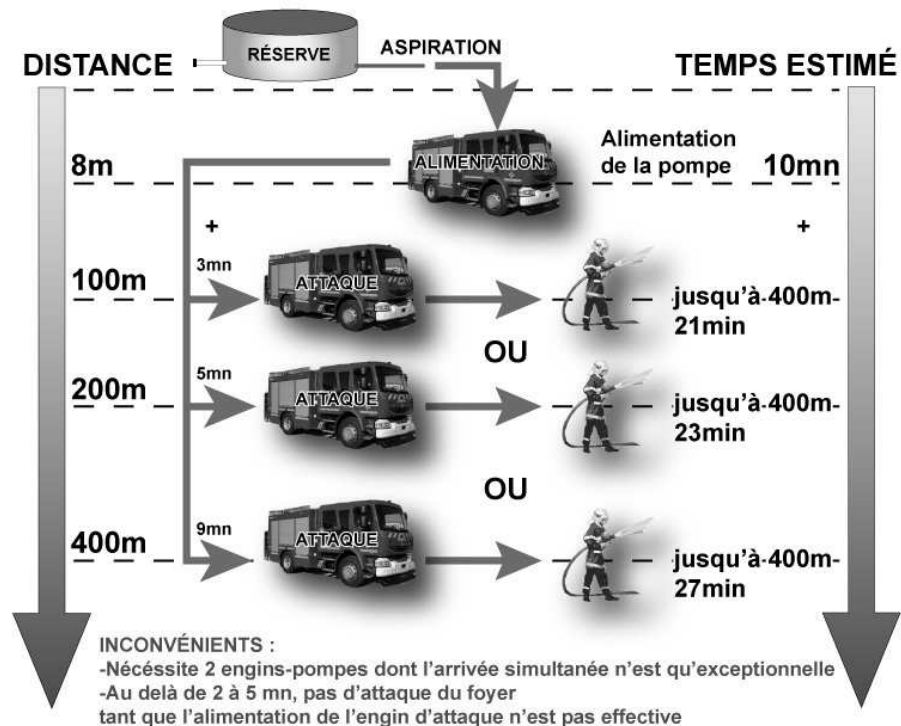 RÉSERVE
ASPIRATION
DISTANCE
TEMPS ESTIMÉ
8m
ALIMENTATION
Alimentation
de la pompe
10mn
+
+
100m
3mn
ATTAQUE
jusqu'à 400m
21min
OU
200m
5mn
ATTAQUE
jusqu'à 400m
23min
OU
400m
9mn
ATTAQUE
jusqu'à 400m
27min
INCONVÉNIENTS :
-Nécéssite 2 engins-pompes dont l'arrivée simultanée n'est qu'exceptionnelle
-Au delà de 2 à 5 mn, pas d'attaque du foyer
tant que l'alimentation de l'engin d'attaque n'est pas effective